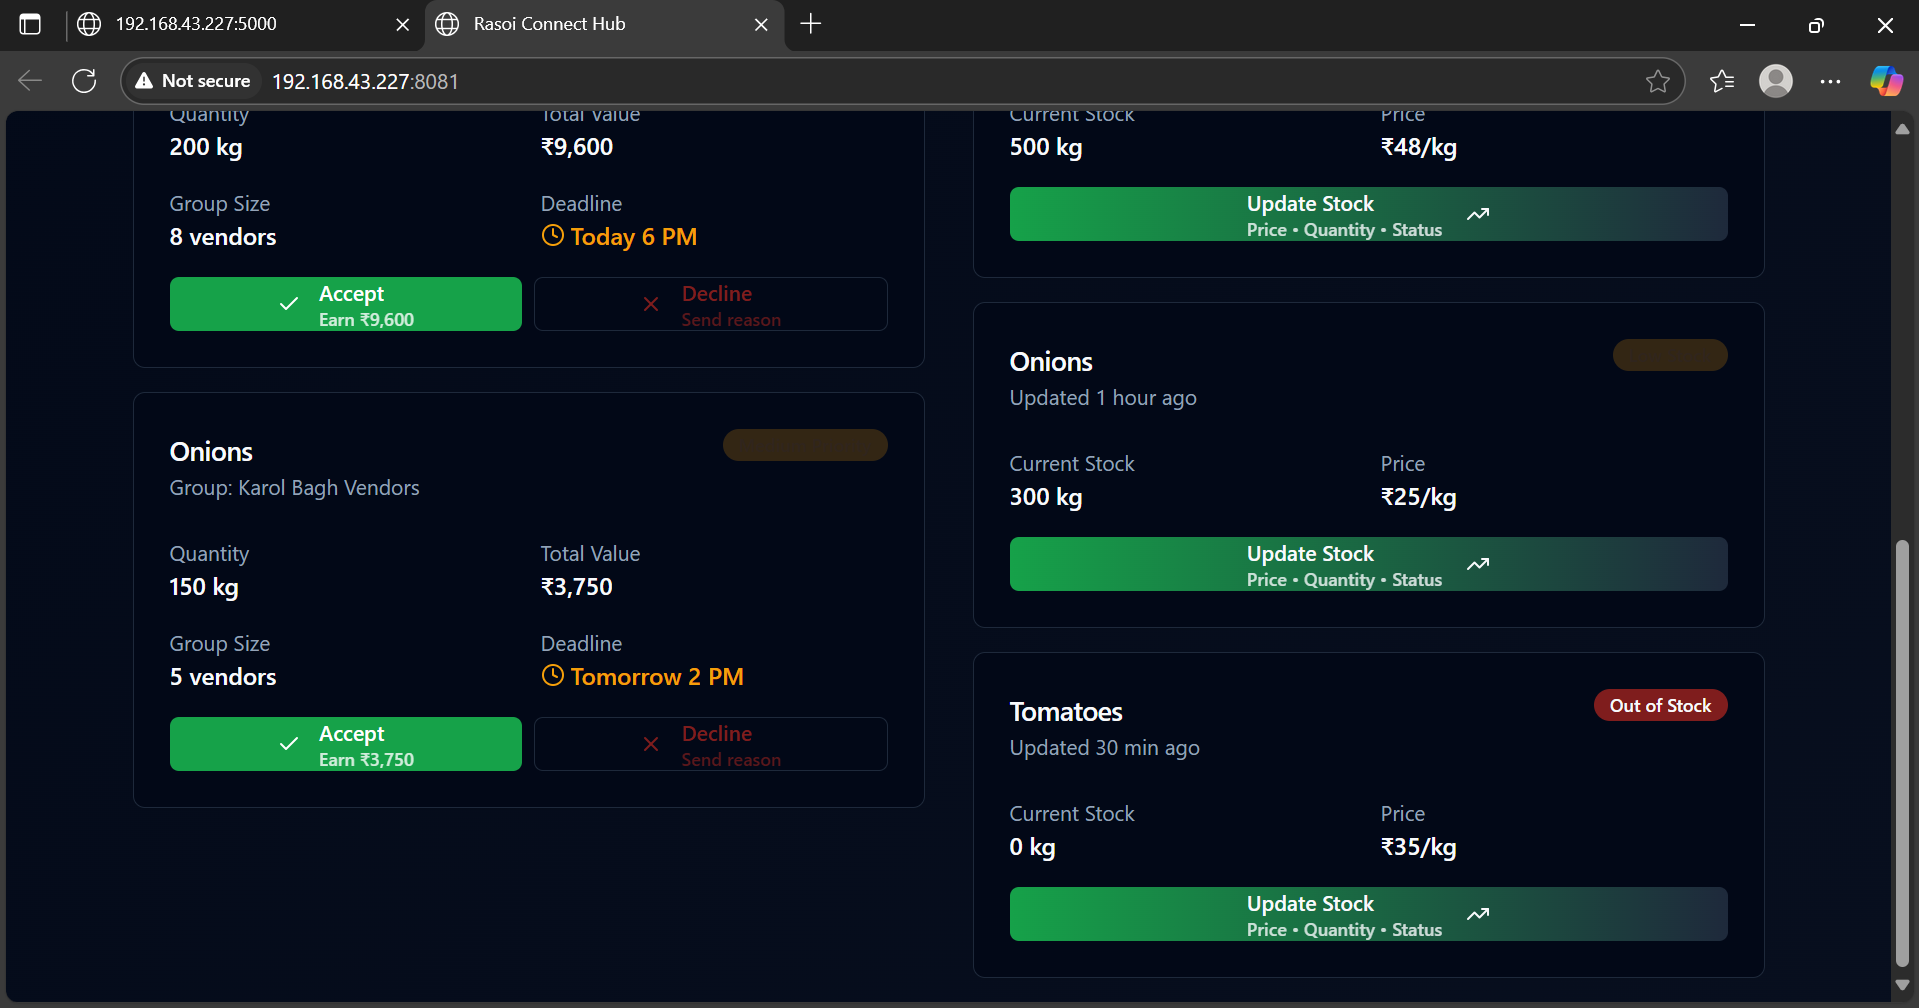 192.168.43.227:5000
Rasoi Connect Hub
Not secure
192.168.43.227:8081
Quantity
Total Value
200 kg
₹9,600
Group Size
Deadline
8 vendors
Today 6 PM
Accept
Earn ₹9,600
Decline
Send reason
Onions
Group: Karol Bagh Vendors
Quantity
Total Value
150 kg
₹3,750
Group Size
Deadline
5 vendors
Tomorrow 2 PM
Accept
Earn ₹3,750
Decline
Send reason
Current Stock
Price
500 kg
₹48/kg
Update Stock
Price • Quantity • Status
Onions
Updated 1 hour ago
Current Stock
Price
300 kg
₹25/kg
Update Stock
Price • Quantity • Status
Tomatoes
Out of Stock
Updated 30 min ago
Current Stock
Price
0 kg
₹35/kg
Update Stock
Price • Quantity • Status